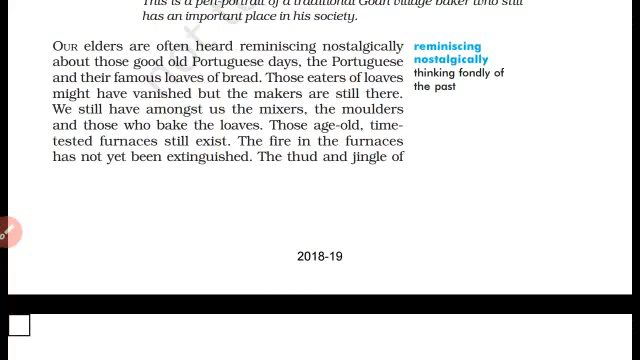 This is a pen-portrait of a traditional Goan village baker who still
has an important place in his society.
OUR elders are often heard reminiscing nostalgically
about those good old Portuguese days, the Portuguese
and their famous loaves of bread. Those eaters of loaves
might have vanished but the makers are still there.
We still have amongst us the mixers, the moulders
and those who bake the loaves. Those age-old, time-
tested furnaces still exist. The fire in the furnaces
has not yet been extinguished. The thud and jingle of
reminiscing
nostalgically
thinking fondly of
the past
2018-19